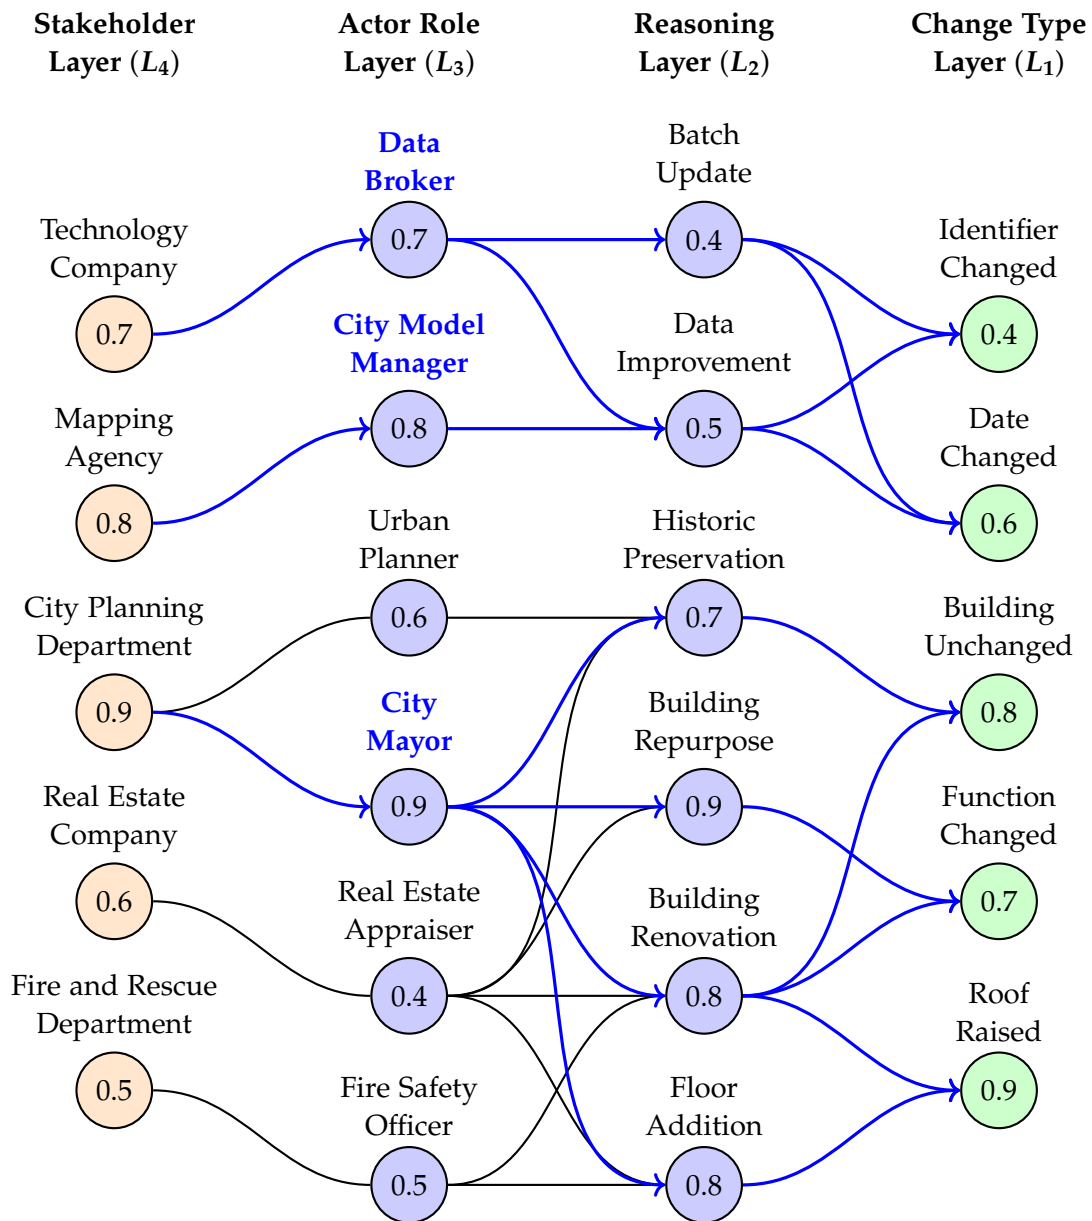 Stakeholder
Layer (L4)
Actor Role
Layer (L3)
Reasoning
Layer (L2)
Change Type
Layer (L1)
Technology
Company
0.7
Mapping
Agency
0.8
City Planning
Department
0.9
Real Estate
Company
0.6
Fire and Rescue
Department
0.5
Data
Broker
0.7
City Model
Manager
0.8
Urban
Planner
0.6
City
Mayor
0.9
Real Estate
Appraiser
0.4
Fire Safety
Officer
0.5
Batch
Update
0.4
Data
Improvement
0.5
Historic
Preservation
0.7
Building
Repurpose
0.9
Building
Renovation
0.8
Floor
Addition
0.8
Identifier
Changed
0.4
Date
Changed
0.6
Building
Unchanged
0.8
Function
Changed
0.7
Roof
Raised
0.9